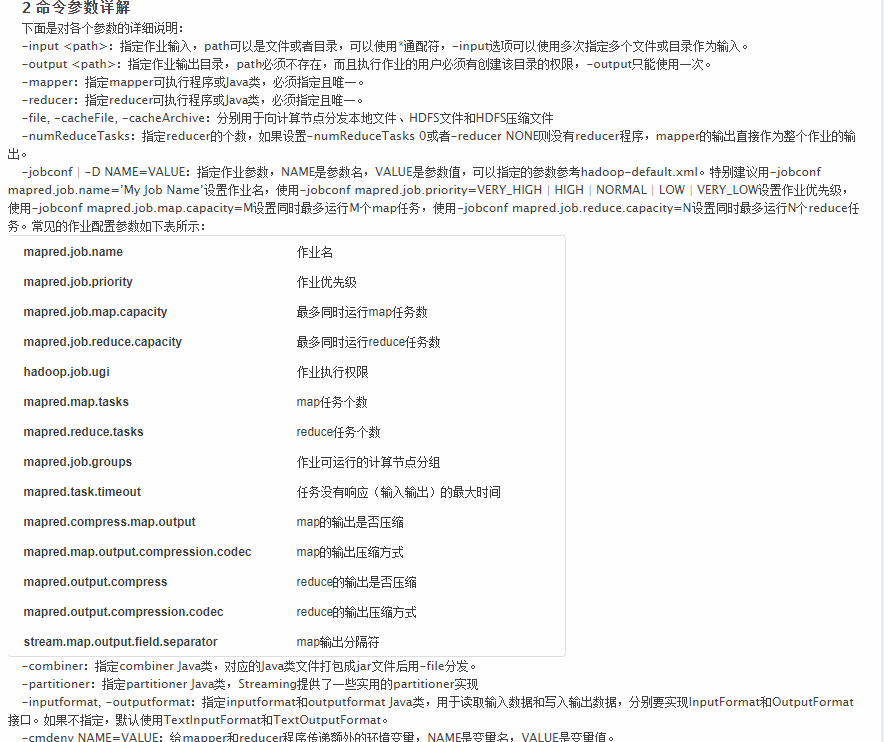 2 命令参数详解
下面是对各个参数的详细说明：
-input <path>：指定作业输入，path可以是文件或者目录，可以使用*通配符，-input选项可以使用多次指定多个文件或目录作为输入。
-output <path>：指定作业输出目录，path必须不存在，而且执行作业的用户必须有创建该目录的权限，-output只能使用一次。
-mapper：指定mapper可执行程序或Java类，必须指定且唯一。
-reducer：指定reducer可执行程序或Java类，必须指定且唯一。
-file, -cacheFile, -cacheArchive：分别用于向计算节点分发本地文件、HDFS文件和HDFS压缩文件
-numReduceTasks：指定reducer的个数，如果设置-numReduceTasks 0或者-reducer NONE则没有reducer程序，mapper的输出直接作为整个作业的输
出。
-jobconf | -D NAME=VALUE：指定作业参数，NAME是参数名，VALUE是参数值，可以指定的参数参考hadoop-default.xml。特别建议用-jobconf
mapred.job.name='My Job Name'设置作业名，使用-jobconf mapred.job.priority=VERY_HIGH | HIGH | NORMAL | LOW | VERY_LOW设置作业优先级，
使用-jobconf mapred.job.map.capacity=M设置同时最多运行M个map任务，使用-jobconf mapred.job.reduce.capacity=N设置同时最多运行N个reduce任
务。常见的作业配置参数如下表所示：
mapred.job.name 作业名
mapred.job.priority 作业优先级
mapred.job.map.capacity 最多同时运行map任务数
mapred.job.reduce.capacity 最多同时运行reduce任务数
hadoop.job.ugi 作业执行权限
mapred.map.tasks map任务个数
mapred.reduce.tasks reduce任务个数
mapred.job.groups 作业可运行的计算节点分组
mapred.task.timeout 任务没有响应（输入输出）的最大时间
mapred.compress.map.output map的输出是否压缩
mapred.map.output.compression.codec map的输出压缩方式
mapred.output.compress reduce的输出是否压缩
mapred.output.compression.codec reduce的输出压缩方式
stream.map.output.field.separator map输出分隔符
-combiner：指定combiner Java类，对应的Java类文件打包成jar文件后用-file分发。
-partitioner：指定partitioner Java类，Streaming提供了一些实用的partitioner实现
-inputformat, -outputformat：指定inputformat和outputformat Java类，用于读取输入数据和写入输出数据，分别要实现InputFormat和OutputFormat
接口。如果不指定，默认使用TextInputFormat和TextOutputFormat。
-cmdenv NAME=VALUE：给mapper和reducer程序传递额外的环境变量，NAME是变量名，VALUE是变量值。